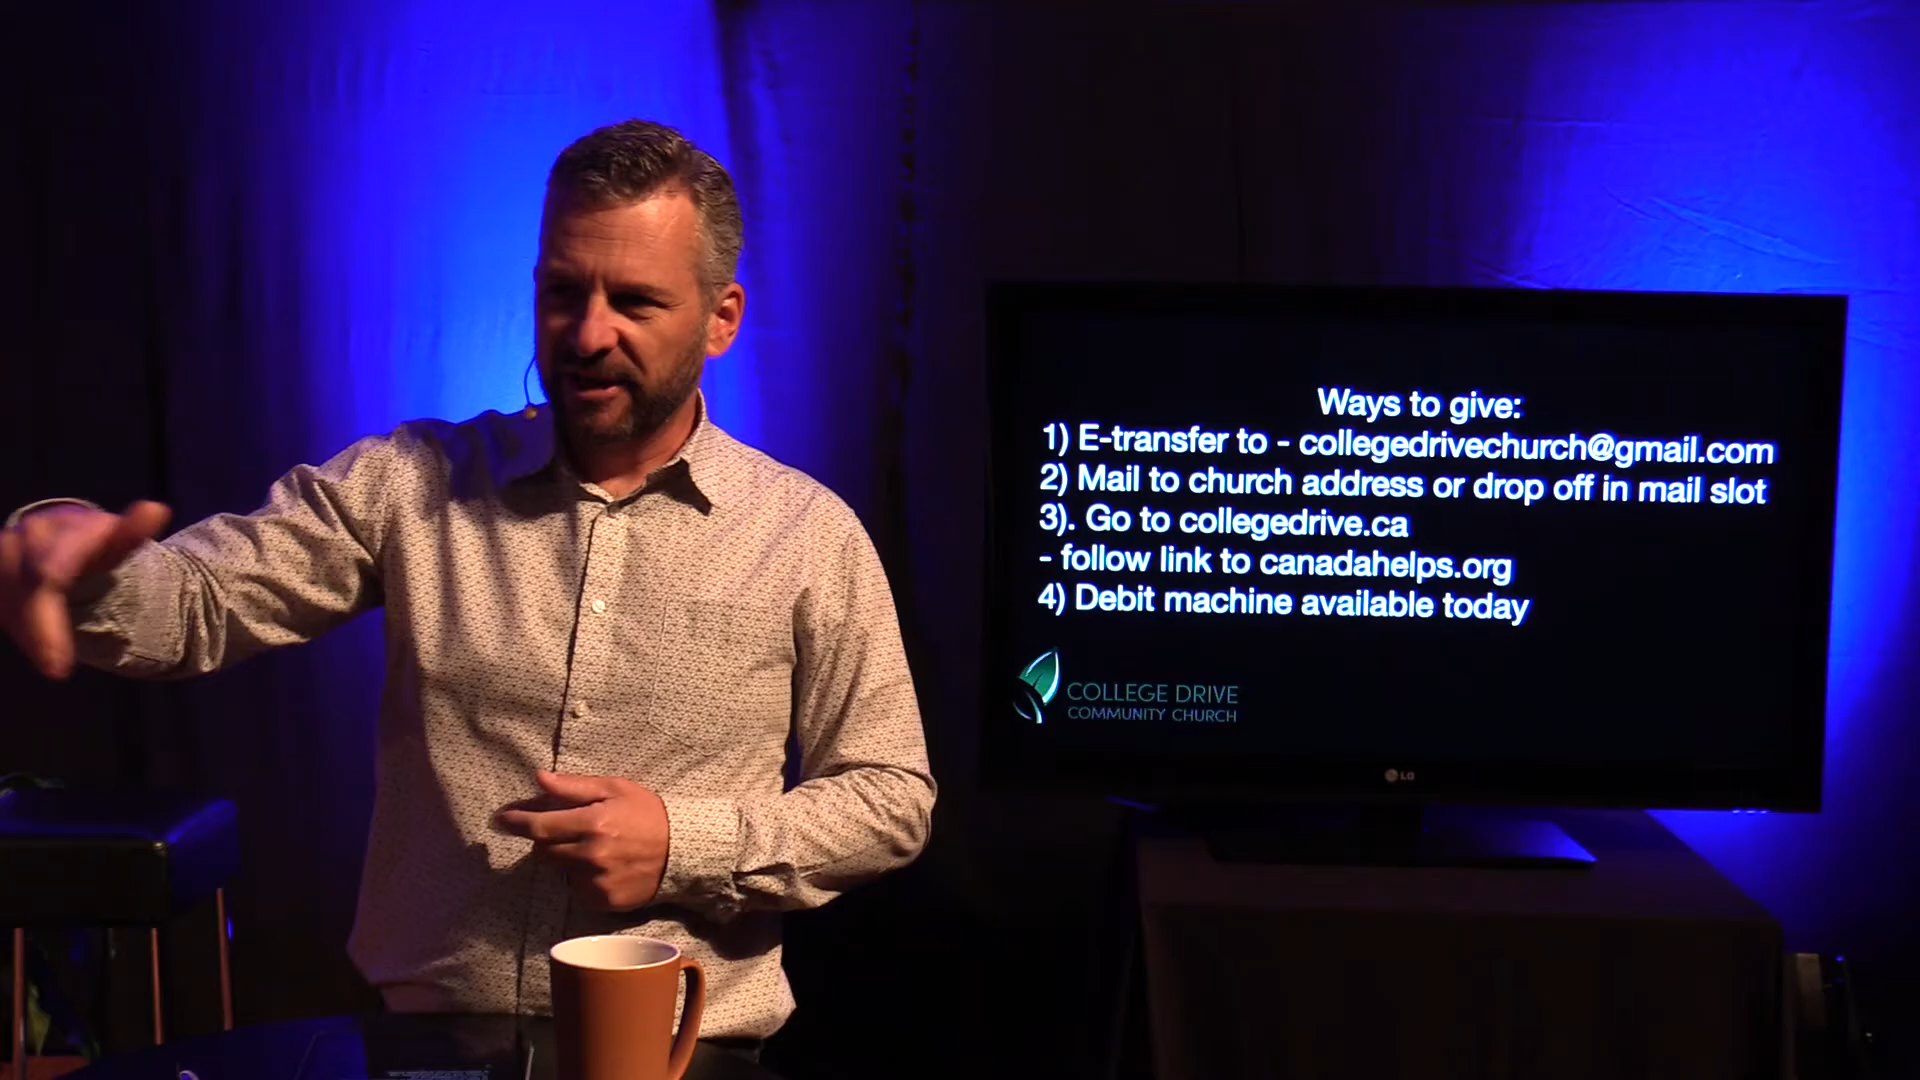 Ways to give:
1) E-transfer to - collegedrivechurch@gmail.com
2) Mail to church address or drop off in mail slot
3). Go to collegedrive.ca
- follow link to canadahelps.org
4) Debit machine available today
COLLEGE DRIVE
COMMUNITY CHURCH
LG